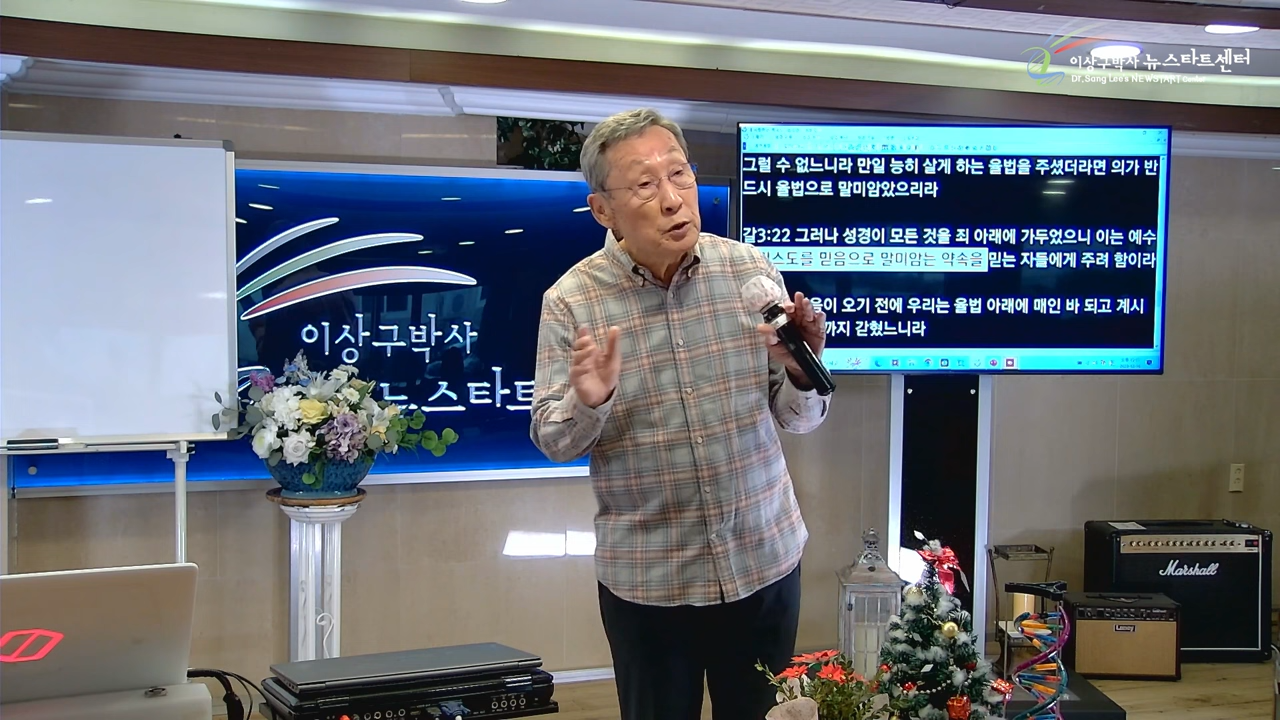 이상구박사 뉴스타트센터
Dr. Sang Lee's NEWSTART Center
그럴 수 없느니라 만일 능히 살게 하는 율법을 주셨더라면 의가 반
드시 율법으로 말미암았으리라
갈3:22 그러나 성경이 모든 것을 죄 아래에 가두었으니 이는 예수
스도를 믿음으로 말미암는 약속을 믿는 자들에게 주려 함이라
음이 오기 전에 우리는 율법 아래에 매인 바 되고 계시
까지 갇혔느니라
이상구박사
뉴스타트
Marshall
Laney